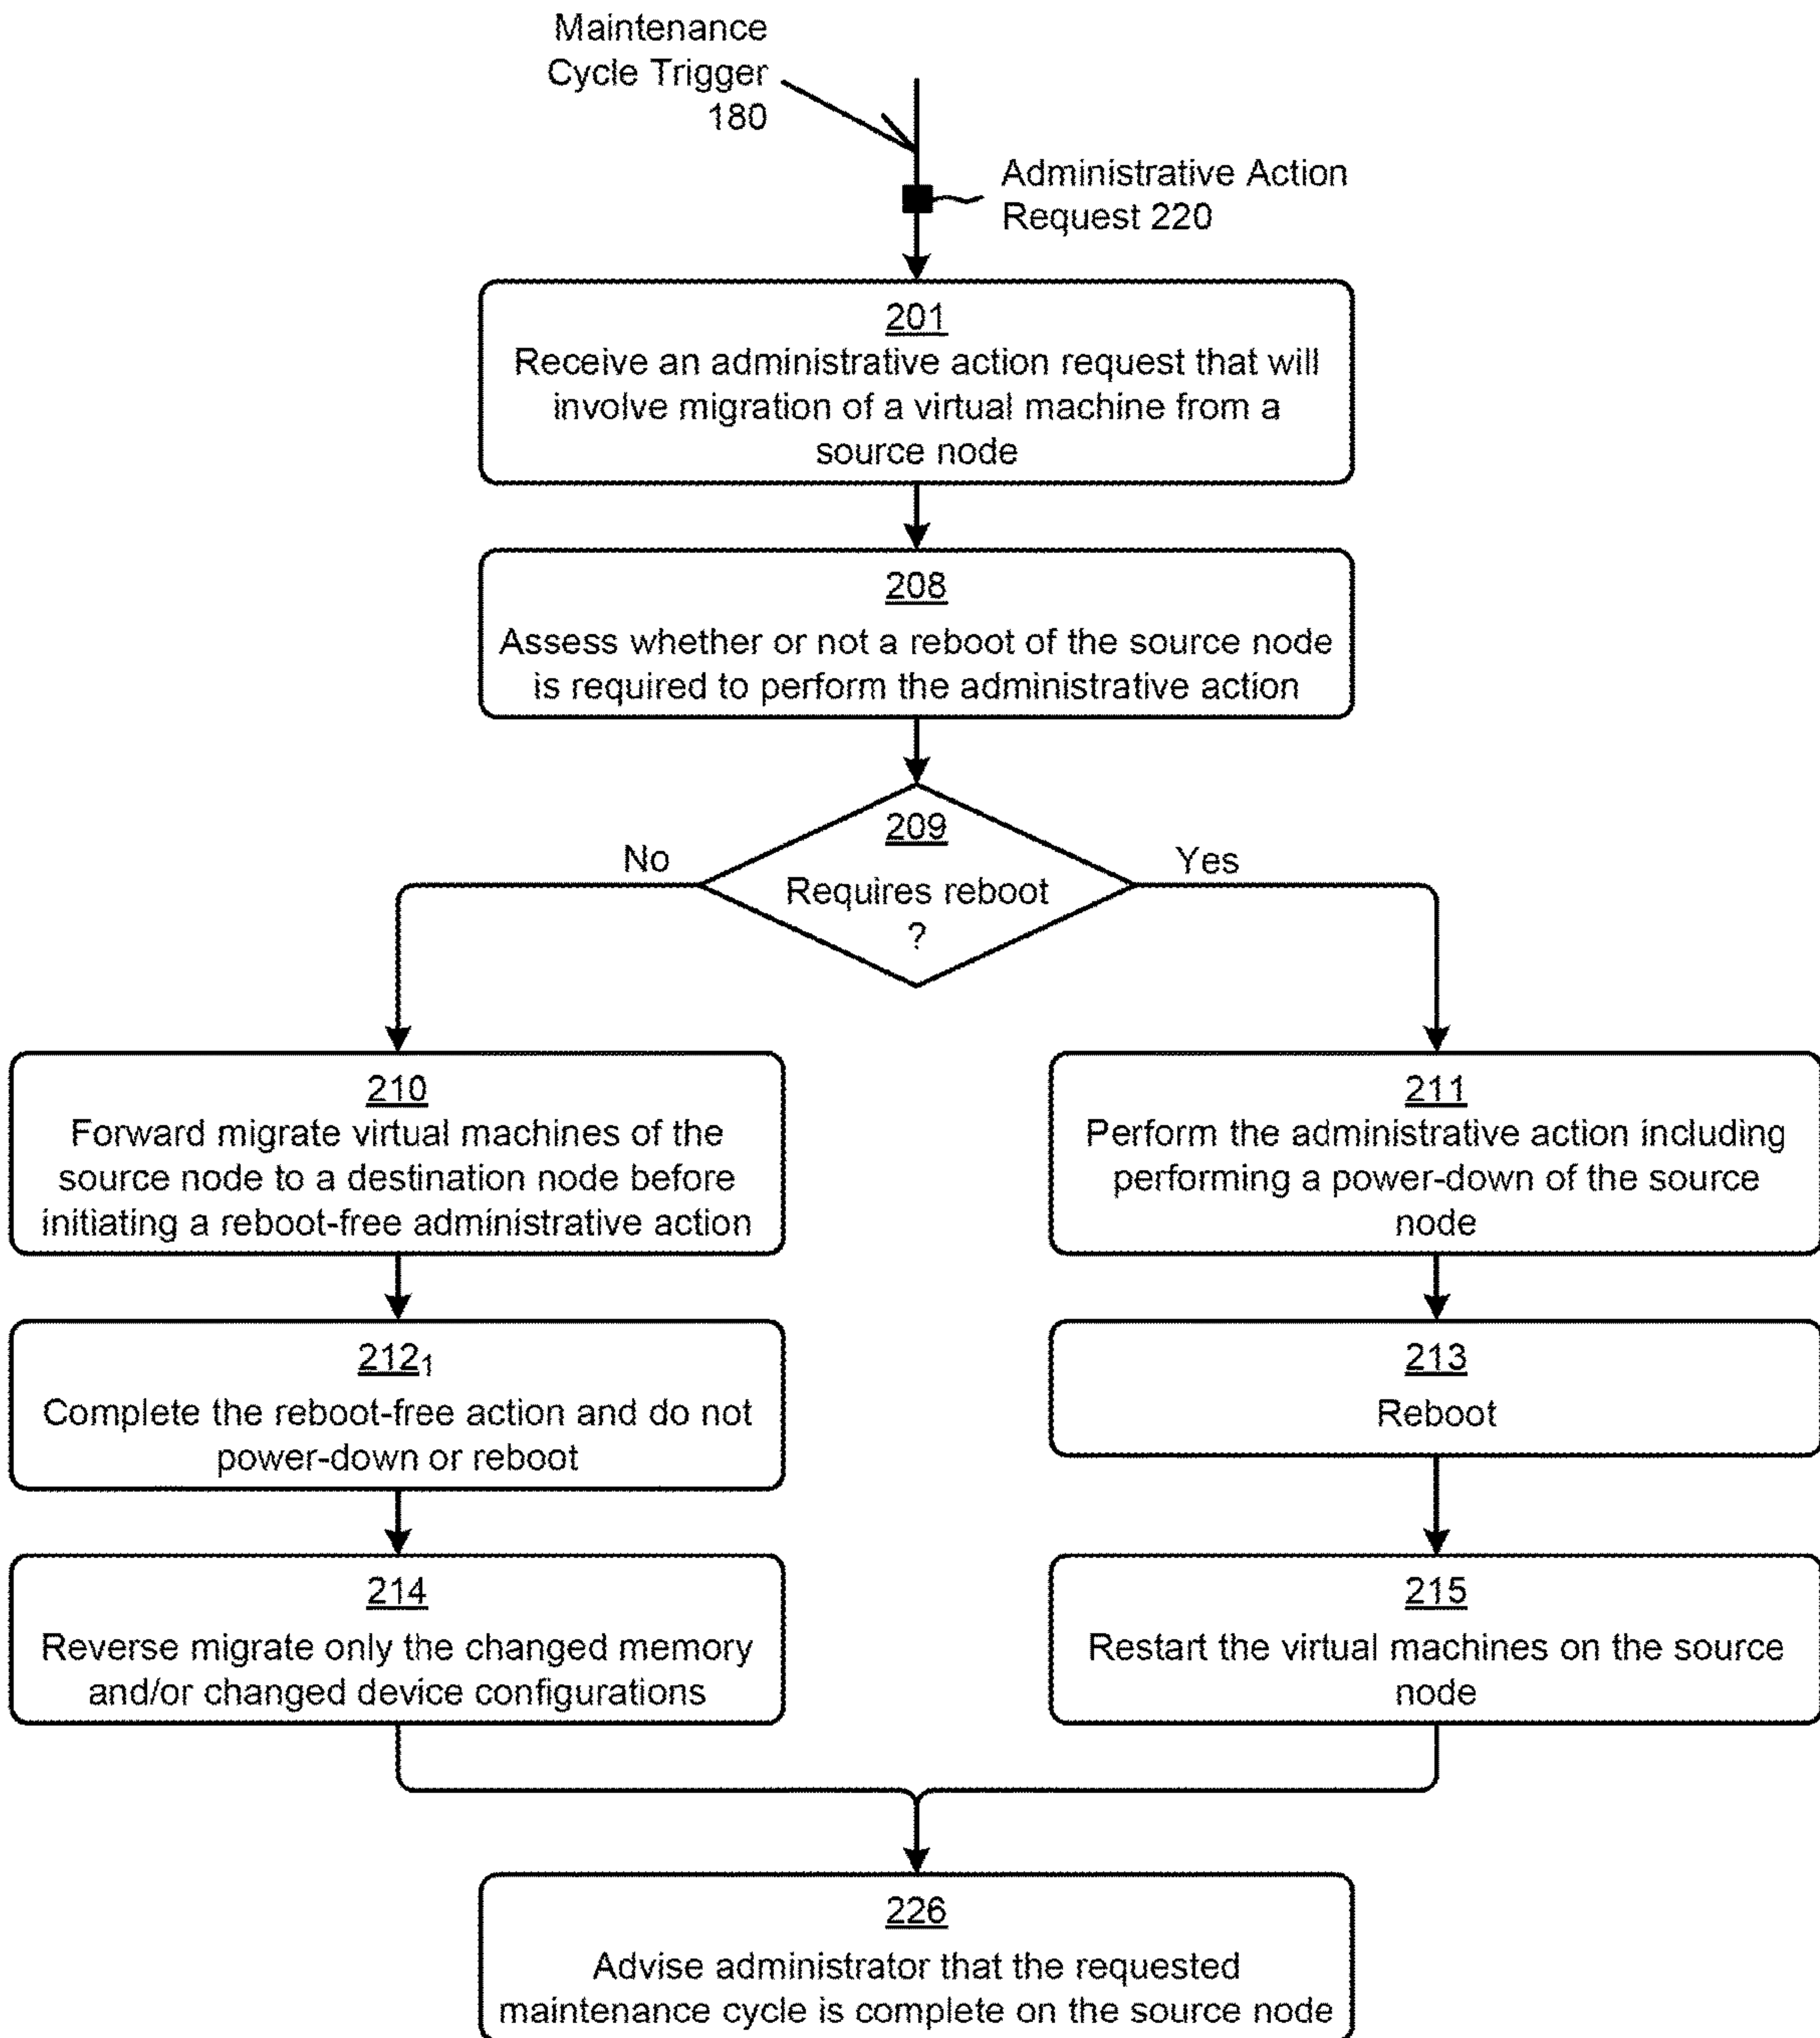 Maintenance
Cycle Trigger
180
Administrative Action
Request 220
201
Receive an administrative action request that will
involve migration of a virtual machine from a
source node
208
Assess whether or not a reboot of the source node
is required to perform the administrative action
209
Requires reboot
?
No
Yes
210
Forward migrate virtual machines of the
source node to a destination node before
initiating a reboot-free administrative action
212₁
Complete the reboot-free action and do not
power-down or reboot
214
Reverse migrate only the changed memory
and/or changed device configurations
211
Perform the administrative action including
performing a power-down of the source
node
213
Reboot
215
Restart the virtual machines on the source
node
226
Advise administrator that the requested
maintenance cycle is complete on the source node